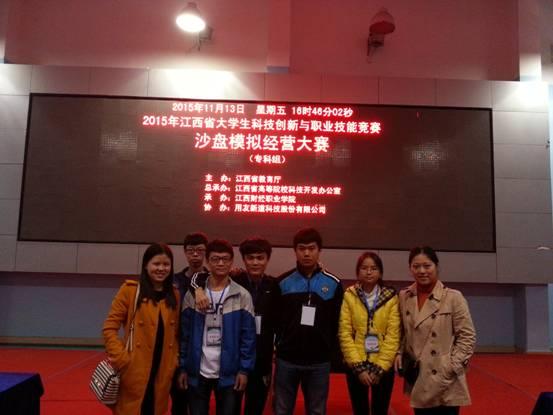 2015年11月13日 星期五 16时46分02秒
2015年江西省大学生科技创新与职业技能竞赛
沙盘模拟经营大赛
（专科组）
主 办：江西省教育厅
总承办：江西省高等院校科技开发办公室
承 办：江西财经职业学院
协 办：用友新道科技股份有限公司